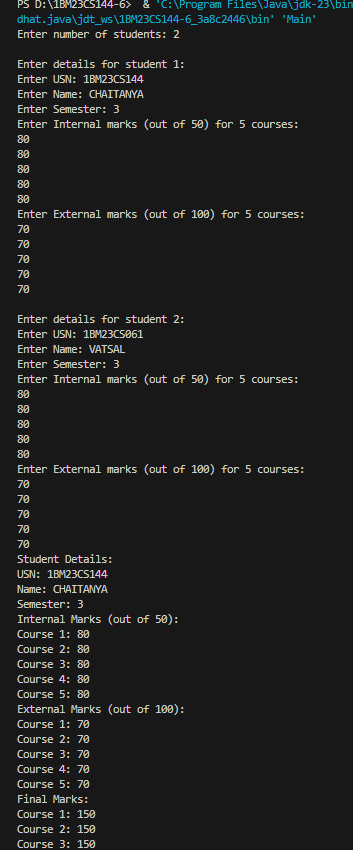 PS D:\1BM23CS144-6>  & 'C:\Program Files\Java\jdk-23\bin
dhat.java\jdt_ws\1BM23CS144-6_3a8c2446\bin' 'Main'
Enter number of students: 2

Enter details for student 1:
Enter USN: 1BM23CS144
Enter Name: CHAITANYA
Enter Semester: 3
Enter Internal marks (out of 50) for 5 courses:
80
80
80
80
80
Enter External marks (out of 100) for 5 courses:
70
70
70
70
70

Enter details for student 2:
Enter USN: 1BM23CS061
Enter Name: VATSAL
Enter Semester: 3
Enter Internal marks (out of 50) for 5 courses:
80
80
80
80
80
Enter External marks (out of 100) for 5 courses:
70
70
70
70
70
Student Details:
USN: 1BM23CS144
Name: CHAITANYA
Semester: 3
Internal Marks (out of 50):
Course 1: 80
Course 2: 80
Course 3: 80
Course 4: 80
Course 5: 80
External Marks (out of 100):
Course 1: 70
Course 2: 70
Course 3: 70
Course 4: 70
Course 5: 70
Final Marks:
Course 1: 150
Course 2: 150
Course 3: 150